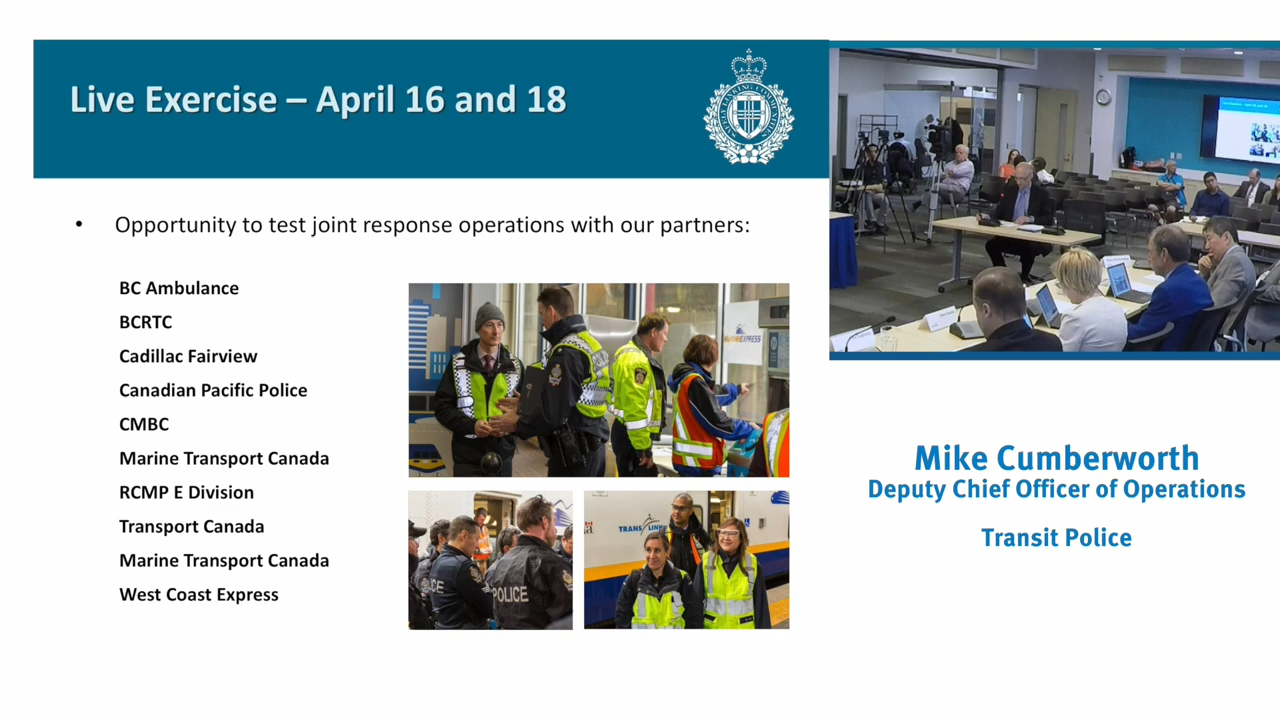 Live Exercise – April 16 and 18
• Opportunity to test joint response operations with our partners:
BC Ambulance
BCRTC
Cadillac Fairview
Canadian Pacific Police
CMBC
Marine Transport Canada
RCMP E Division
Transport Canada
Marine Transport Canada
West Coast Express
POLICE
TRANSLINK
Mike Cumberworth
Deputy Chief Officer of Operations
Transit Police